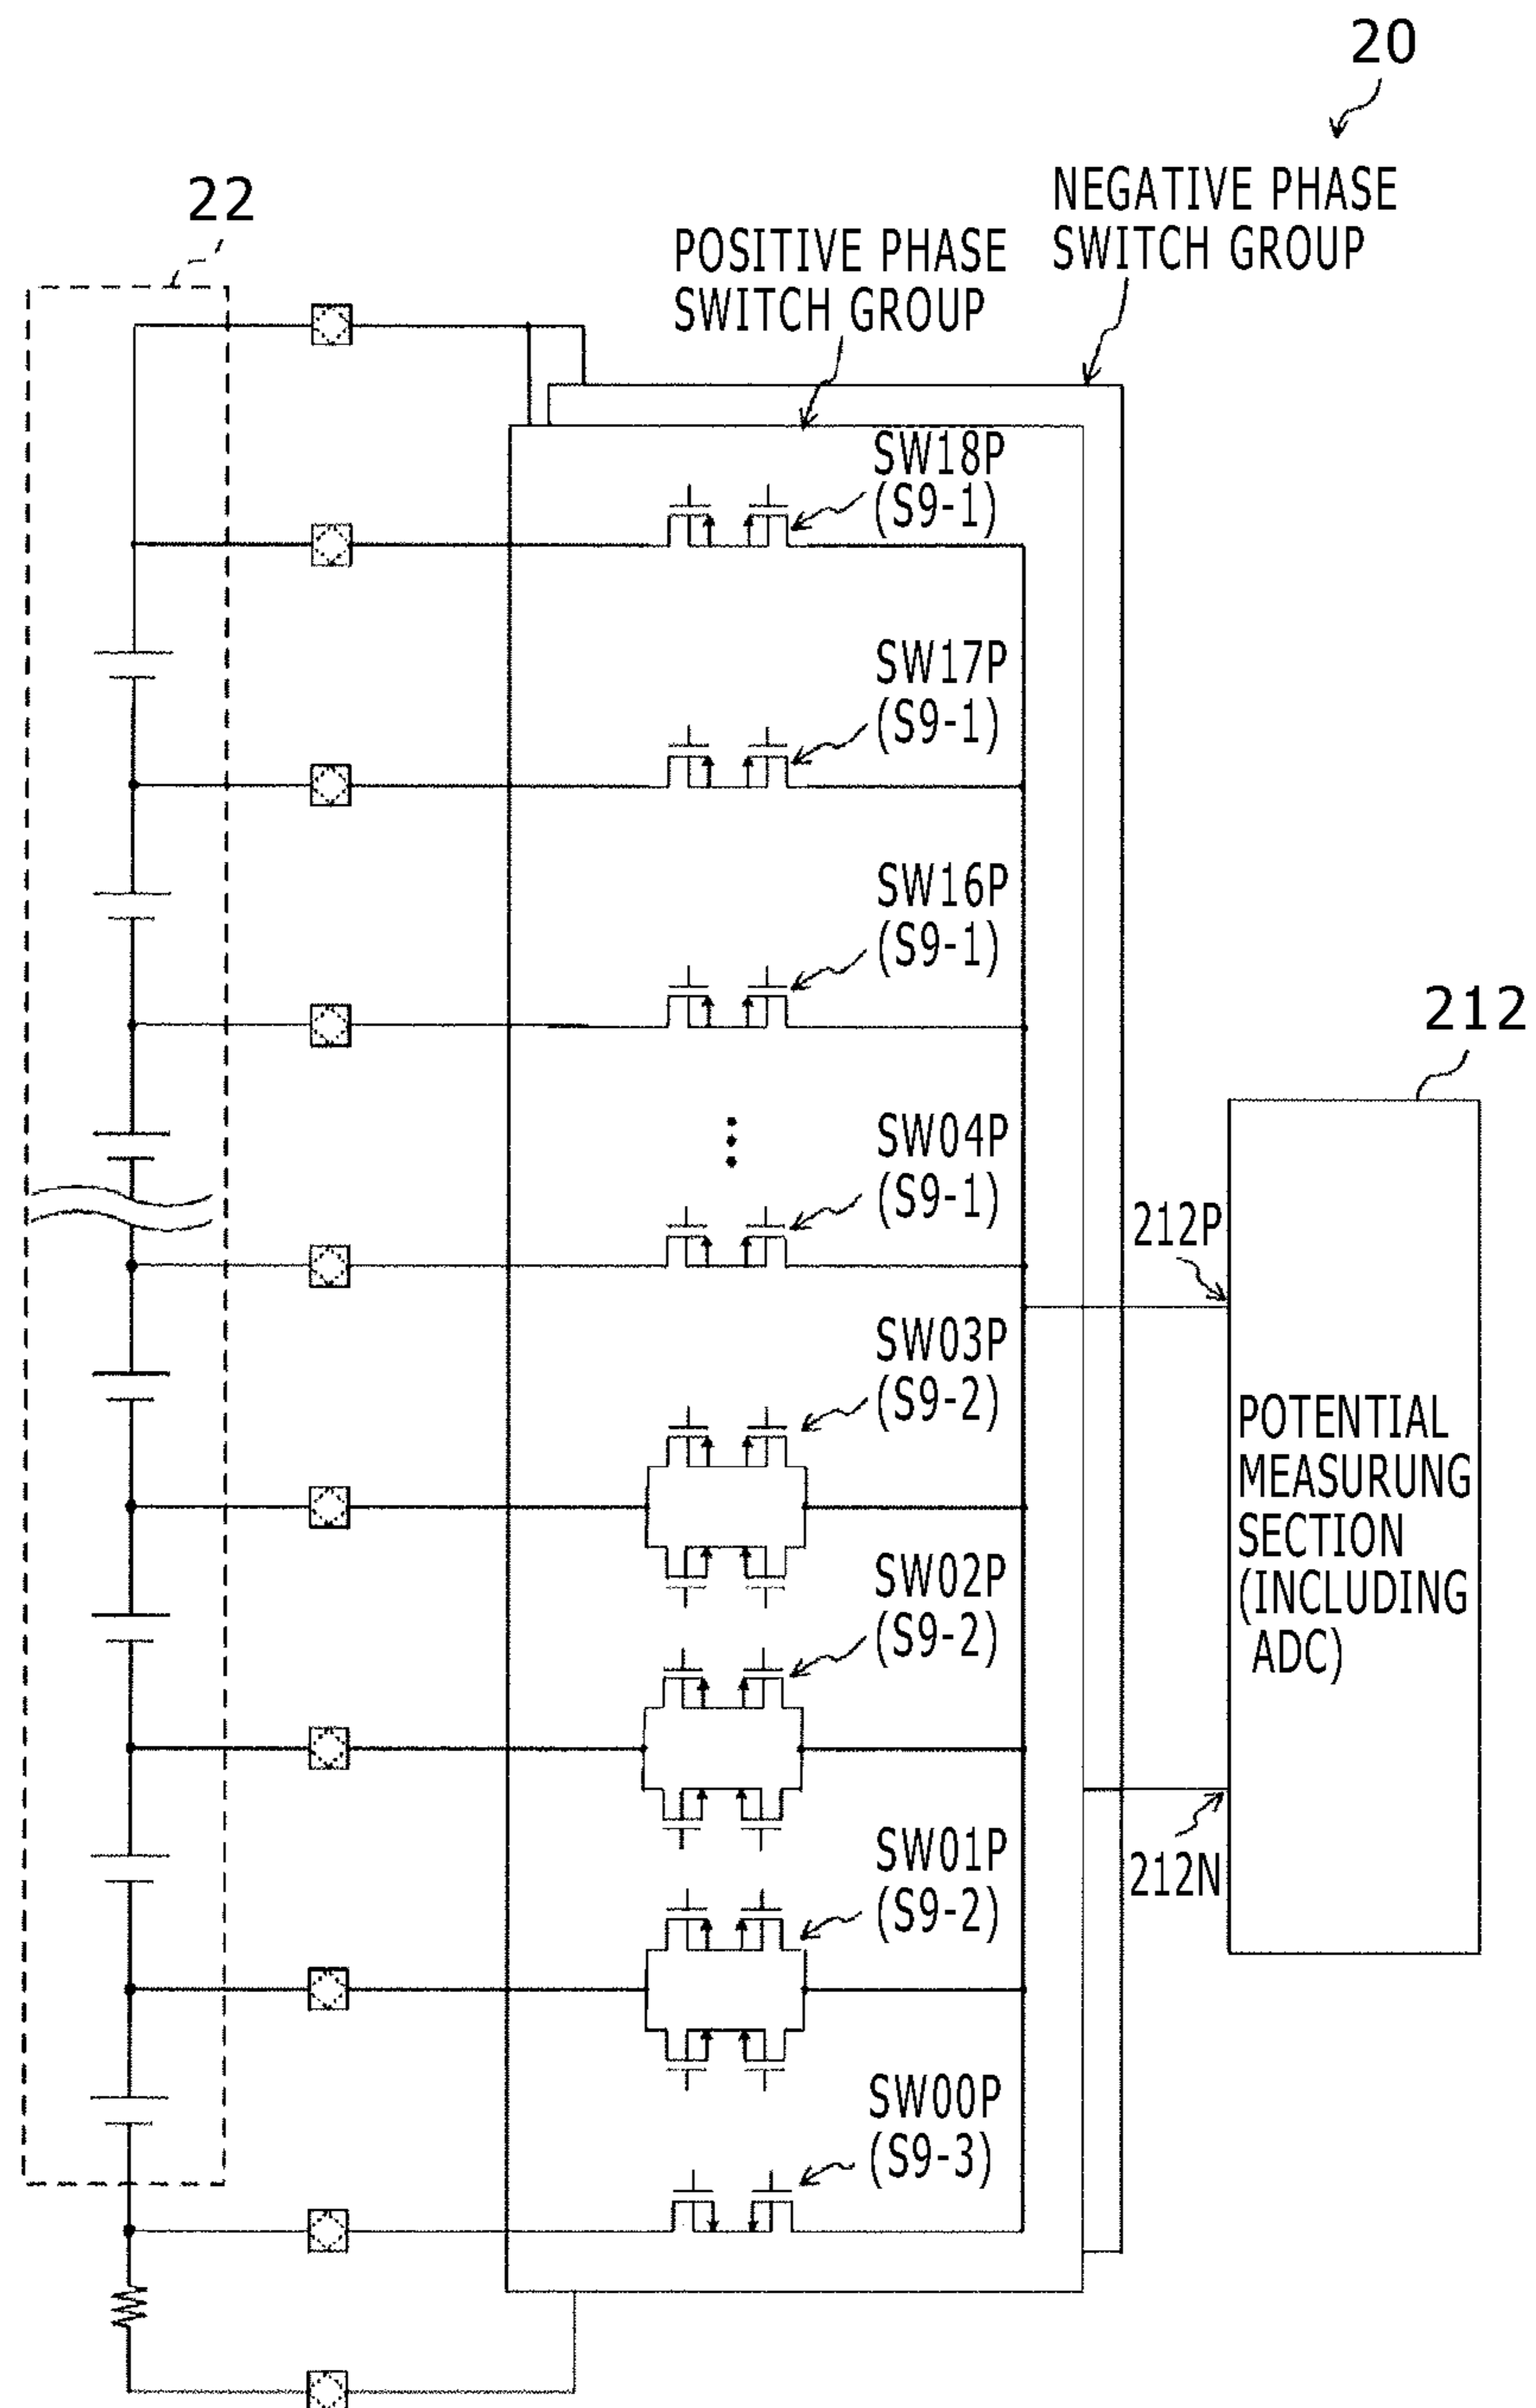 20
22
NEGATIVE PHASE
SWITCH GROUP
POSITIVE PHASE
SWITCH GROUP
SW18P
(S9-1)
SW17P
(S9-1)
SW16P
(S9-1)
212
SW04P
(S9-1)
212P
SW03P
(S9-2)
POTENTIAL
MEASURUNG
SECTION
(INCLUDING
ADC)
SW02P
(S9-2)
SW01P
(S9-2)
212N
SW00P
(S9-3)